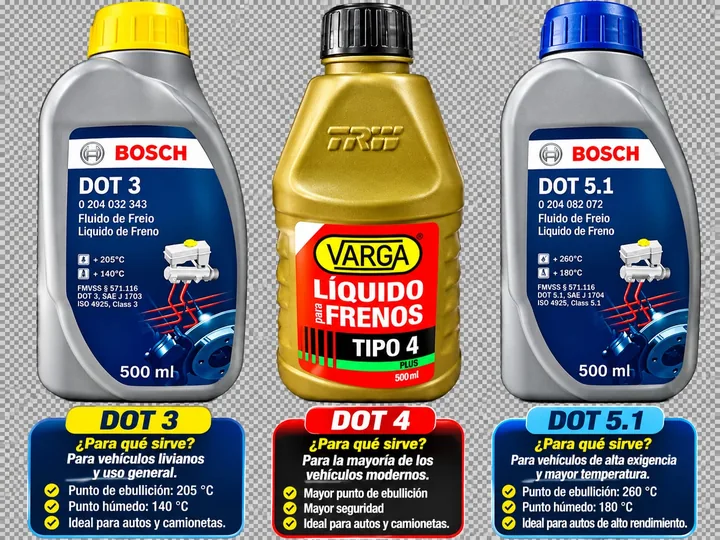 BOSCH
DOT 3
0 204 032 343
Fluido de Freio
Liquido de Freno
+ 205°C
+ 140°C
FMVSS § 571.116
DOT 3, SAE J 1703
ISO 4925, Class 3
500 ml
TRW
VARGA®
LÍQUIDO
para FRENOS
TIPO 4
PLUS
500 ml
BOSCH
DOT 5.1
0 204 082 072
Fluido de Freio
Liquido de Freno
+ 260°C
+ 180°C
FMVSS § 571.116
DOT 5.1, SAE J 1704
ISO 4925, Class 5.1
500 ml
DOT 3
¿Para qué sirve?
Para vehículos livianos
y uso general.
Punto de ebullición: 205 °C
Punto húmedo: 140 °C
Ideal para autos y camionetas.
DOT 4
¿Para qué sirve?
Para la mayoría de los
vehículos modernos.
Mayor punto de ebullición
Mayor seguridad
Ideal para autos y camionetas.
DOT 5.1
¿Para qué sirve?
Para vehículos de alta exigencia
y mayor temperatura.
Punto de ebullición: 260 °C
Punto húmedo: 180 °C
Ideal para autos de alto rendimiento.